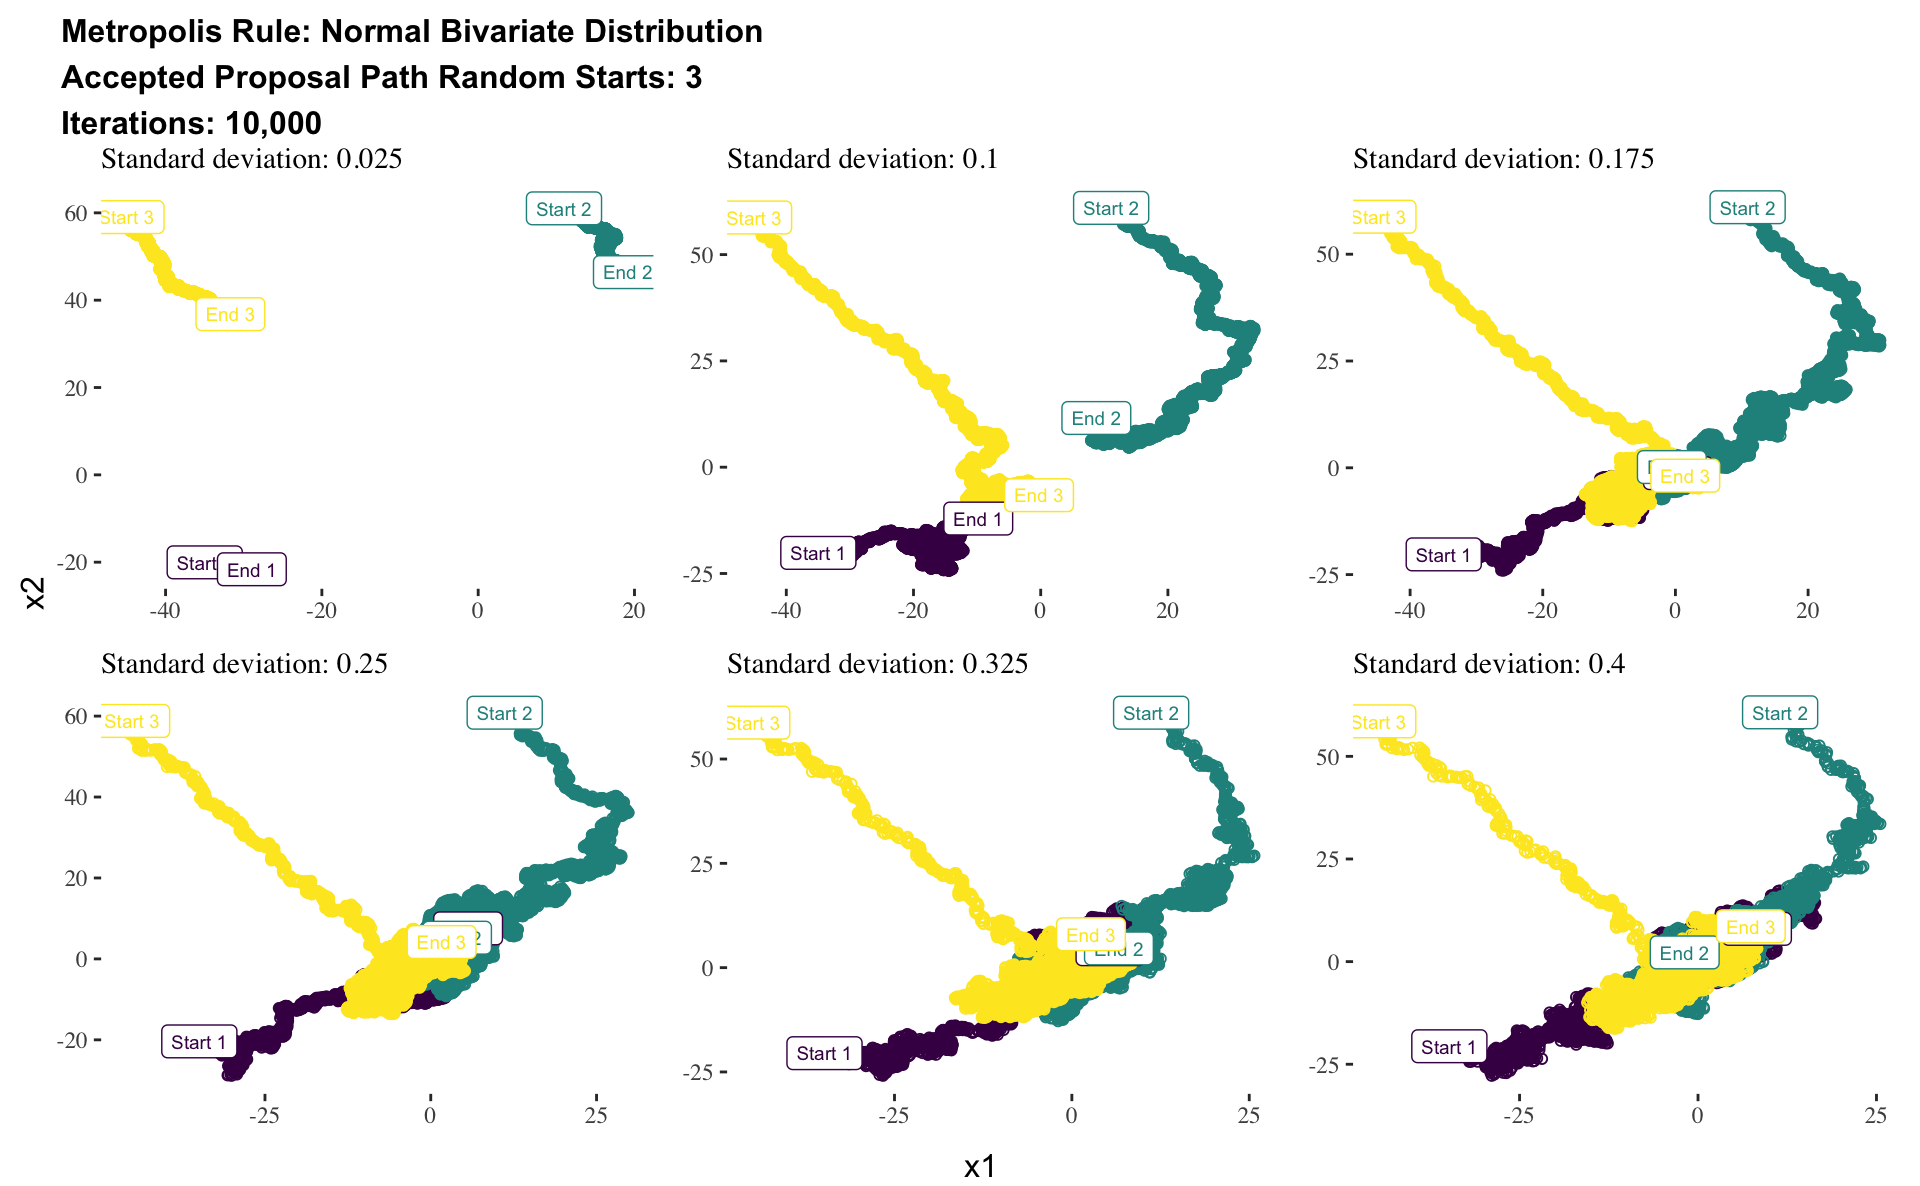 Metropolis Rule: Normal Bivariate Distribution
Accepted Proposal Path Random Starts: 3
Iterations: 10,000
Standard deviation: 0.025
Start 3
Start 2
End 2
End 3
Start
End 1
60
40
20
0
-20
-40
-20
0
20
Standard deviation: 0.1
Start 3
Start 2
End 2
End 3
End 1
Start 1
50
25
0
-25
-40
-20
0
20
Standard deviation: 0.175
Start 3
Start 2
End 3
Start 1
50
25
0
-25
-40
-20
0
20
x2
Standard deviation: 0.25
Start 3
Start 2
2
End 3
Start 1
60
40
20
0
-20
-25
0
25
Standard deviation: 0.325
Start 3
Start 2
End 3
End 2
Start 1
50
25
0
-25
-25
0
25
Standard deviation: 0.4
Start 3
Start 2
End 3
End 2
Start 1
50
25
0
-25
-25
0
25
x1